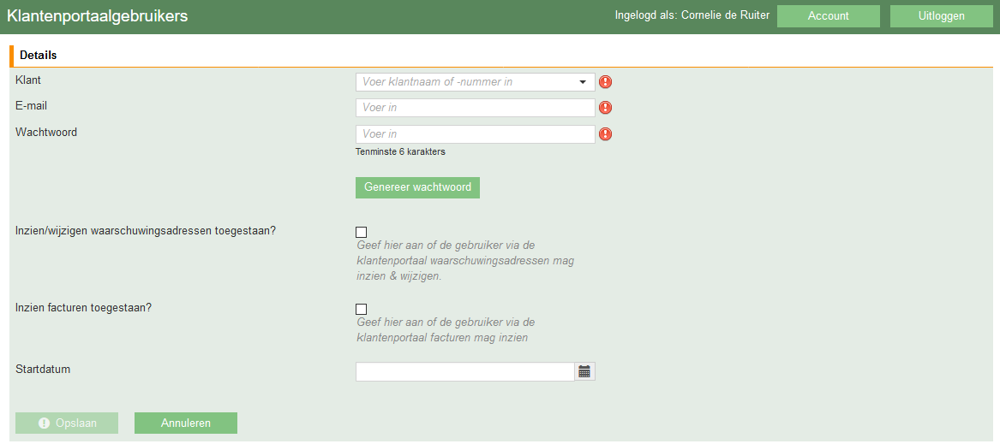 Klantenportaalgebruikers
Ingelogd als: Cornelie de Ruiter
Account
Uitloggen
Details
Klant
Voer klantnaam of -nummer in
E-mail
Voer in
Wachtwoord
Voer in
Tenminste 6 karakters
Genereer wachtwoord
Inzien/wijzigen waarschuwingsadressen toegestaan?
Geef hier aan of de gebruiker via de
klantenportaal waarschuwingsadressen mag
inzien & wijzigen.
Inzien facturen toegestaan?
Geef hier aan of de gebruiker via de
klantenportaal facturen mag inzien
Startdatum
Opslaan
Annuleren